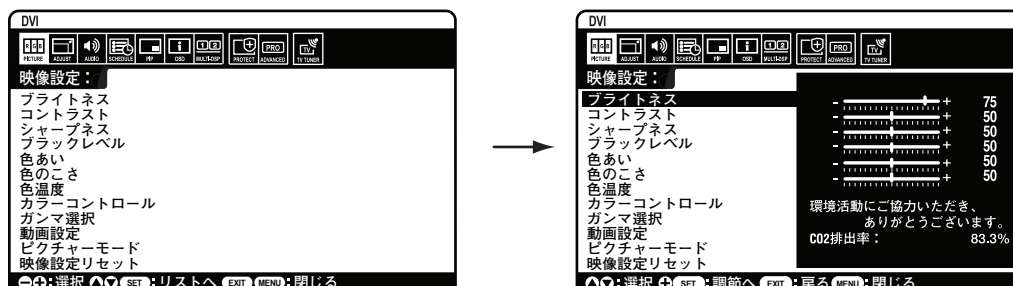 DVI
RGB
PICTURE ADJUST AUDIO SCHEDULE PIP OSD MULTI-DSP PROTECT ADVANCED TV TUNER
PRO
TV
映像設定：
ブライトネス
コントラスト
シャープネス
ブラックレベル
色あい
色のこさ
色温度
カラーコントロール
ガンマ選択
動画設定
ピクチャーモード
映像設定リセット
:選択 SET :リストへ EXIT MENU :閉じる
DVI
RGB
PICTURE ADJUST AUDIO SCHEDULE PIP OSD MULTI-DSP PROTECT ADVANCED TV TUNER
PRO
TV
映像設定：
ブライトネス - + 75
コントラスト - + 50
シャープネス - + 50
ブラックレベル - + 50
色あい - + 50
色のこさ - + 50
色温度
カラーコントロール
ガンマ選択
動画設定
ピクチャーモード
映像設定リセット
環境活動にご協力いただき、
ありがとうございます。
CO2排出率： 83.3%
:選択 SET :調節へ EXIT :戻る MENU :閉じる